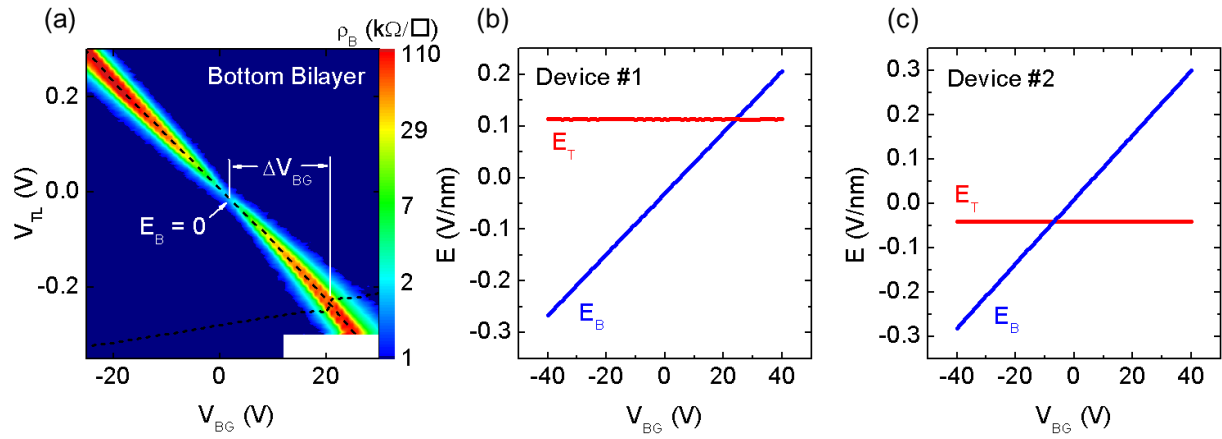 (a)
ρB (kΩ/□)
Bottom Bilayer
ΔVBG
EB = 0
VTL (V)
0.2
0.0
-0.2
-20
0
20
VBG (V)
110
29
7
2
1
(b)
Device #1
ET
EB
E (V/nm)
0.2
0.1
0.0
-0.1
-0.2
-0.3
-40
-20
0
20
40
VBG (V)
(c)
Device #2
ET
EB
E (V/nm)
0.3
0.2
0.1
0.0
-0.1
-0.2
-0.3
-40
-20
0
20
40
VBG (V)